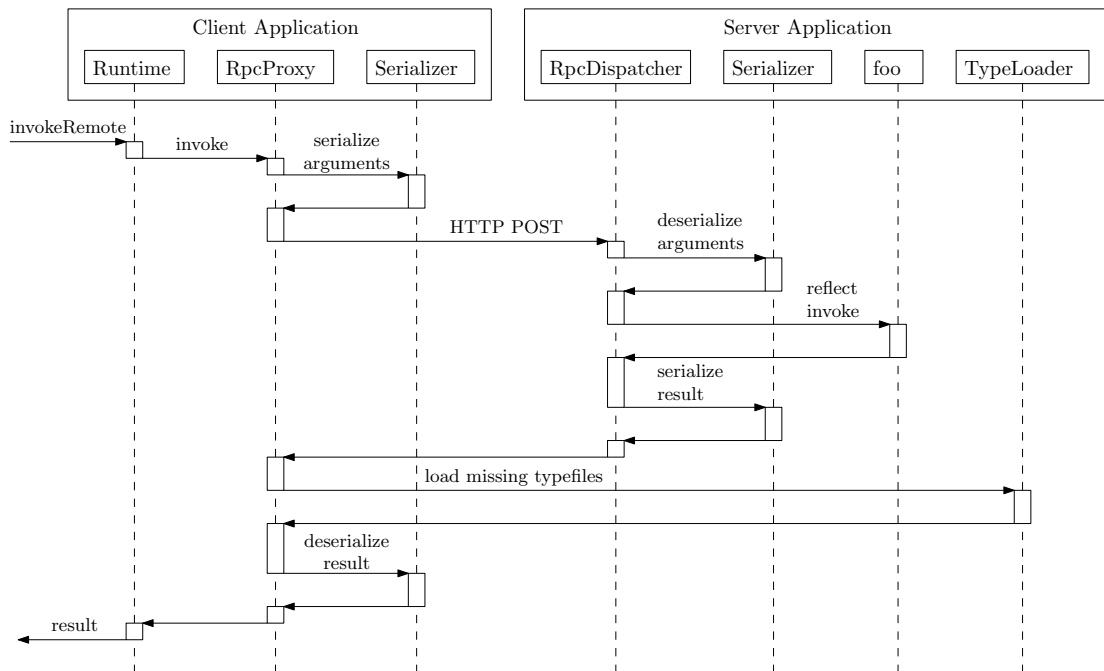 Client Application
Server Application
Runtime
RpcProxy
Serializer
RpcDispatcher
Serializer
foo
TypeLoader
invokeRemote
invoke
serialize
arguments
HTTP POST
deserialize
arguments
reflect
invoke
serialize
result
load missing typefiles
deserialize
result
result